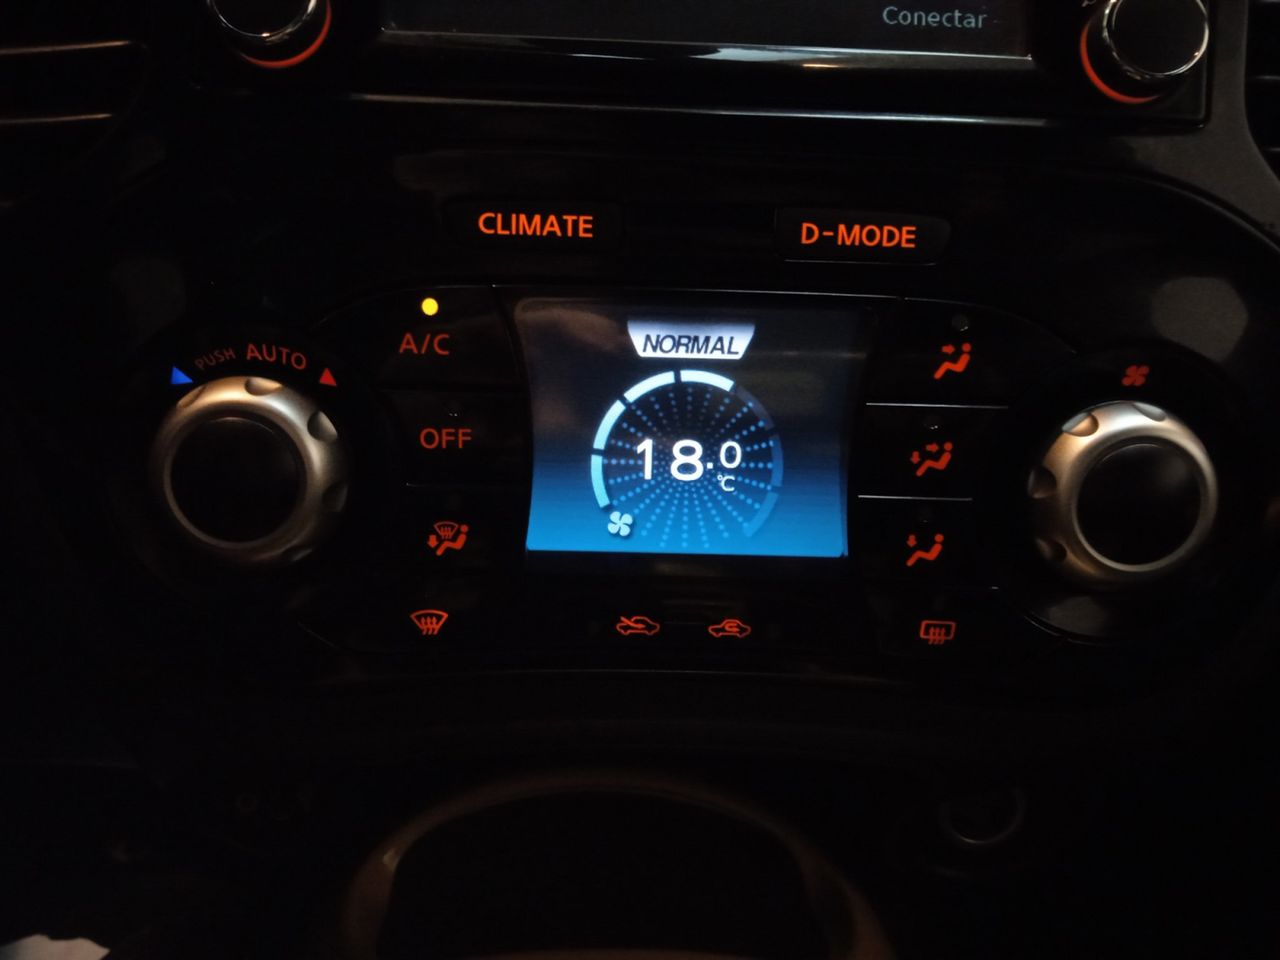 Conectar
CLIMATE
D-MODE
PUSH AUTO
A/C
NORMAL
OFF
18.0
°C